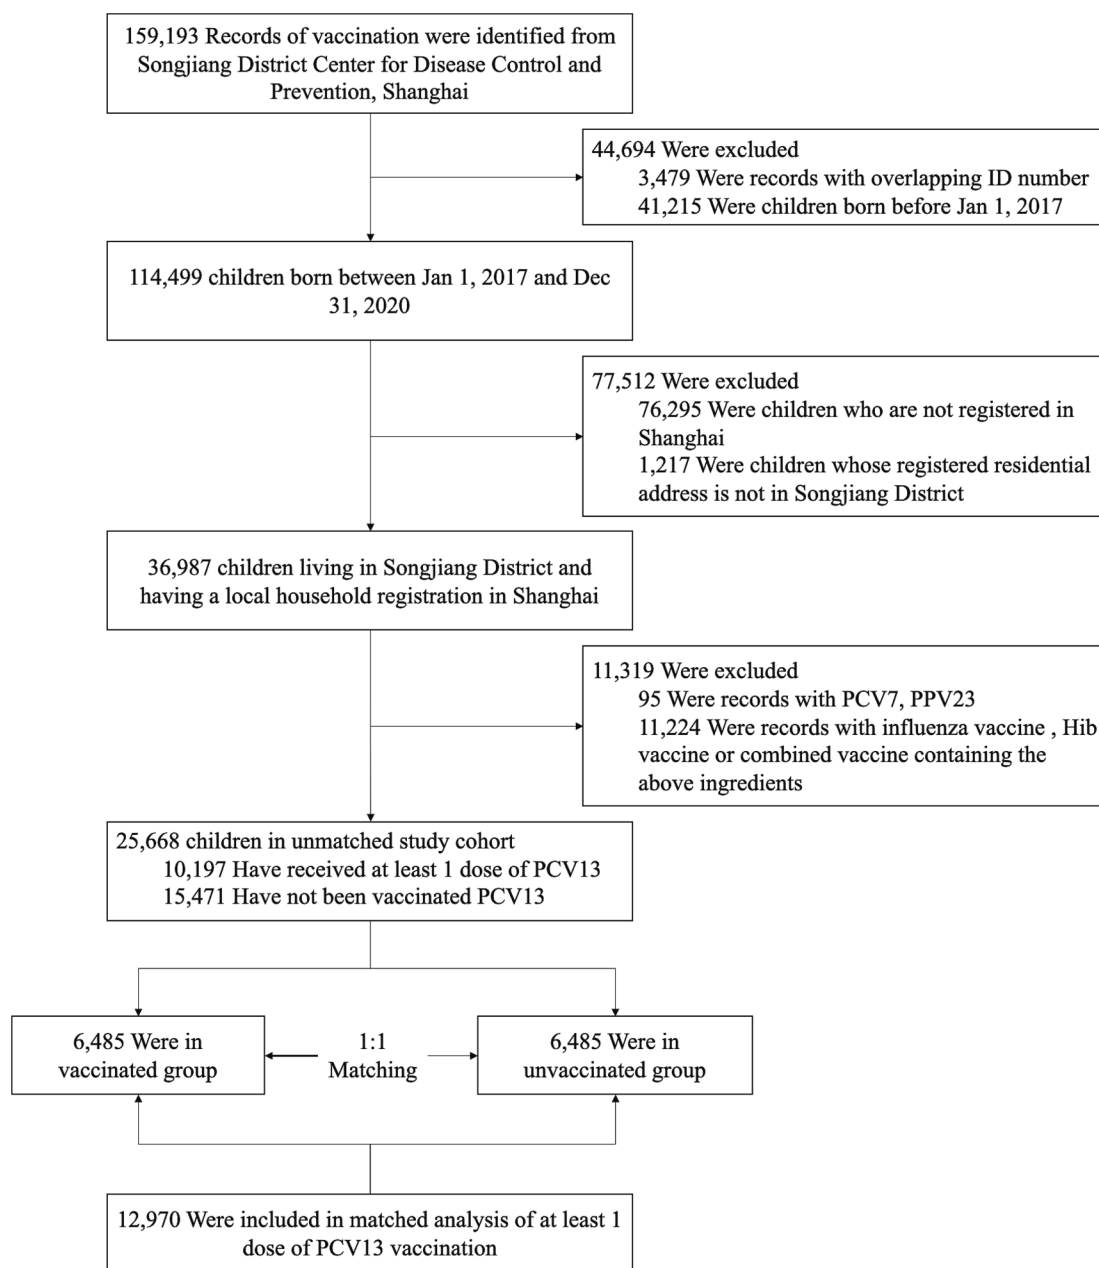 159,193 Records of vaccination were identified from
Songjiang District Center for Disease Control and
Prevention, Shanghai
44,694 Were excluded
3,479 Were records with overlapping ID number
41,215 Were children born before Jan 1, 2017
114,499 children born between Jan 1, 2017 and Dec
31, 2020
77,512 Were excluded
76,295 Were children who are not registered in
Shanghai
1,217 Were children whose registered residential
address is not in Songjiang District
36,987 children living in Songjiang District and
having a local household registration in Shanghai
11,319 Were excluded
95 Were records with PCV7, PPV23
11,224 Were records with influenza vaccine , Hib
vaccine or combined vaccine containing the
above ingredients
25,668 children in unmatched study cohort
10,197 Have received at least 1 dose of PCV13
15,471 Have not been vaccinated PCV13
6,485 Were in
vaccinated group
1:1
Matching
6,485 Were in
unvaccinated group
12,970 Were included in matched analysis of at least 1
dose of PCV13 vaccination